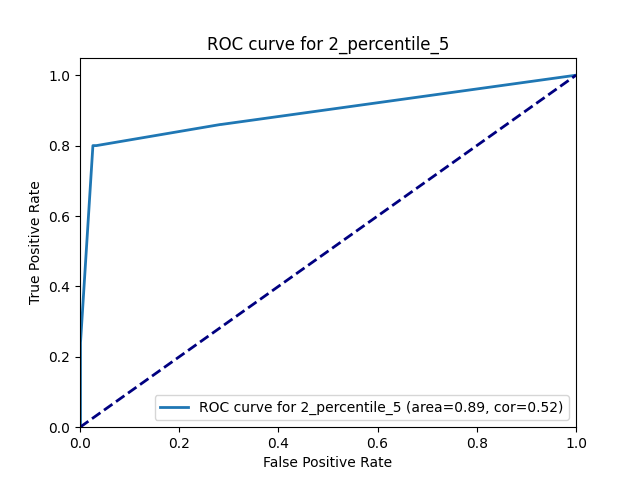 ROC curve for 2_percentile_5
1.0
0.8
0.6
0.4
0.2
0.0
True Positive Rate
ROC curve for 2_percentile_5 (area=0.89, cor=0.52)
0.0 0.2 0.4 0.6 0.8 1.0
False Positive Rate